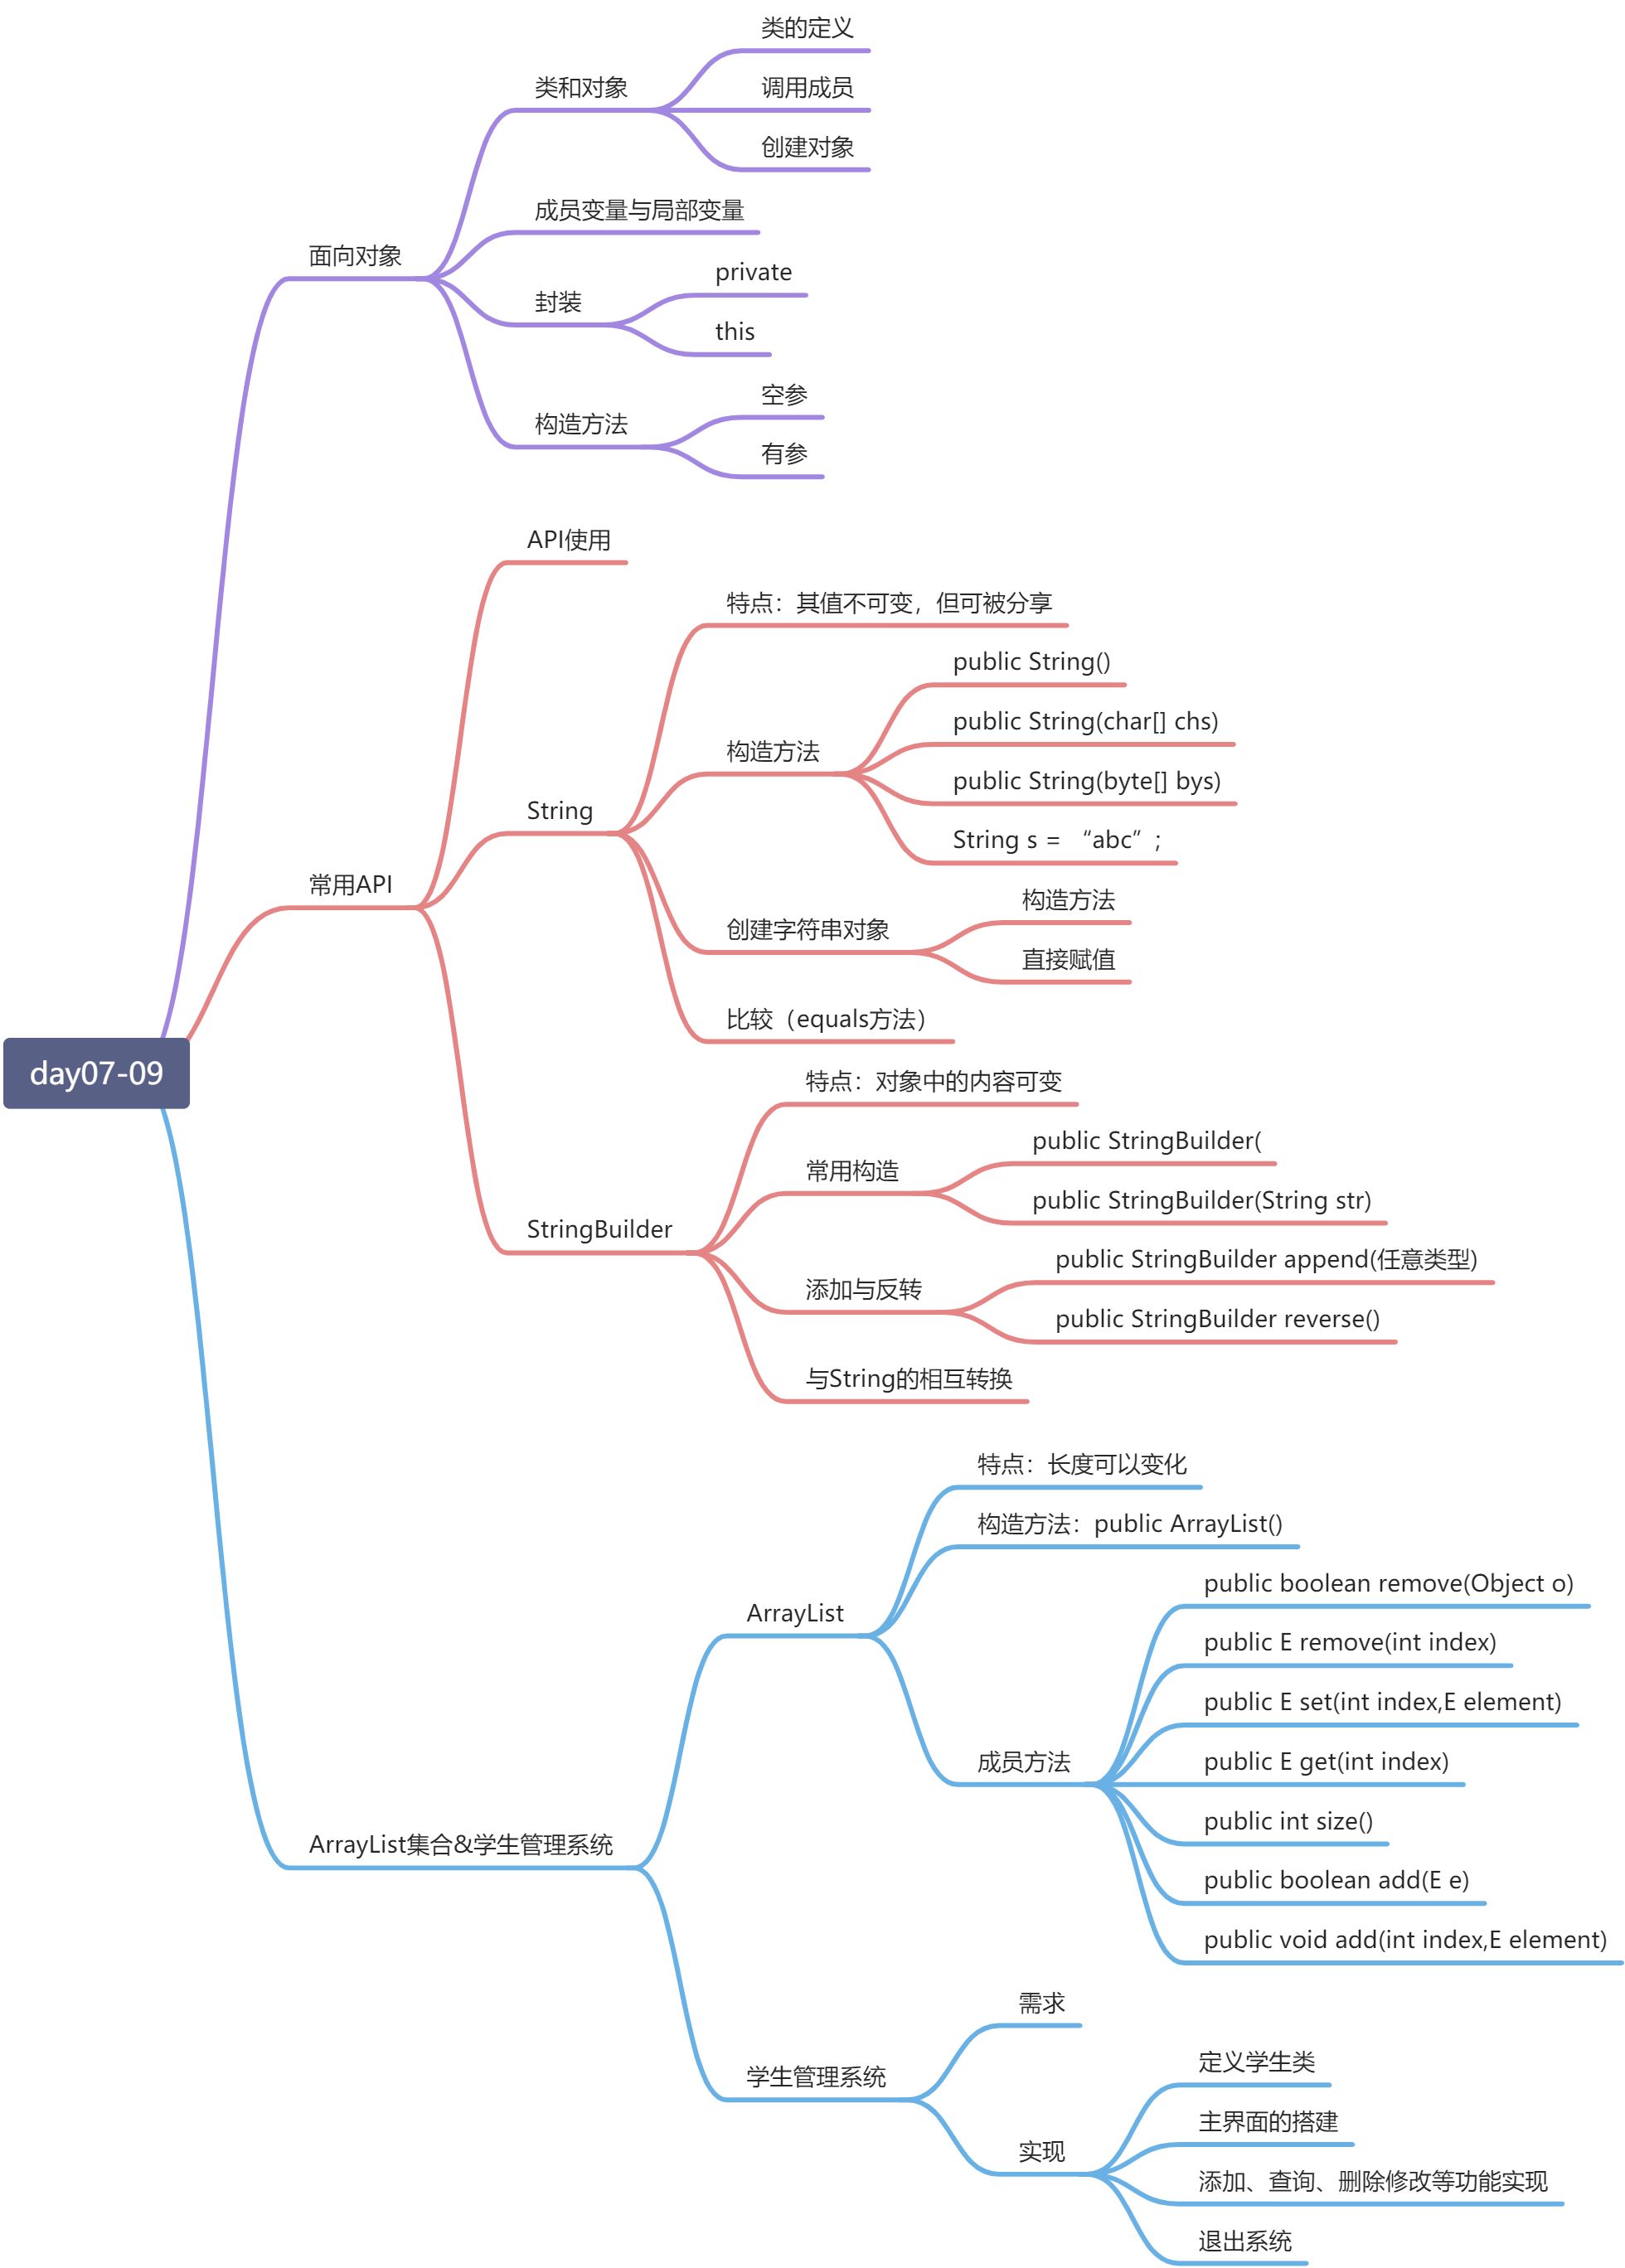 类的定义
类和对象
调用成员
创建对象
成员变量与局部变量
面向对象
private
封装
this
空参
构造方法
有参
API使用
特点：其值不可变，但可被分享
public String()
public String(char[] chs)
构造方法
public String(byte[] bys)
String
String s = “abc”;
常用API
构造方法
创建字符串对象
直接赋值
比较（equals方法）
day07-09
特点：对象中的内容可变
public StringBuilder(
常用构造
public StringBuilder(String str)
StringBuilder
public StringBuilder append(任意类型)
添加与反转
public StringBuilder reverse()
与String的相互转换
特点：长度可以变化
构造方法：public ArrayList()
public boolean remove(Object o)
ArrayList
public E remove(int index)
public E set(int index,E element)
成员方法
public E get(int index)
public int size()
ArrayList集合&学生管理系统
public boolean add(E e)
public void add(int index,E element)
需求
定义学生类
学生管理系统
主界面的搭建
实现
添加、查询、删除修改等功能实现
退出系统